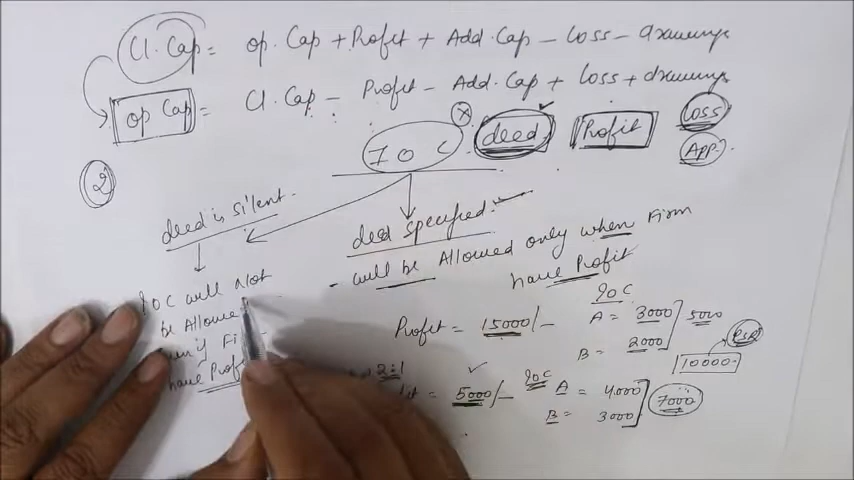 Cl. Cap = op. Cap + Profit + Add. Cap - Loss - drawings
op Cap = Cl. Cap - Profit - Add. Cap + Loss + drawings
IOC x deed ✓ Profit Loss
App.
2
deed is silent.
deed specified.
IOC will Not
be Allowed
have Profit
- will be Allowed only when Firm
have Profit
IOC
Profit = 15000/-
A = 3000
B = 2000
5000
10000
2:1
= 5000/-
IOC
A = 4000
B = 3000
7000